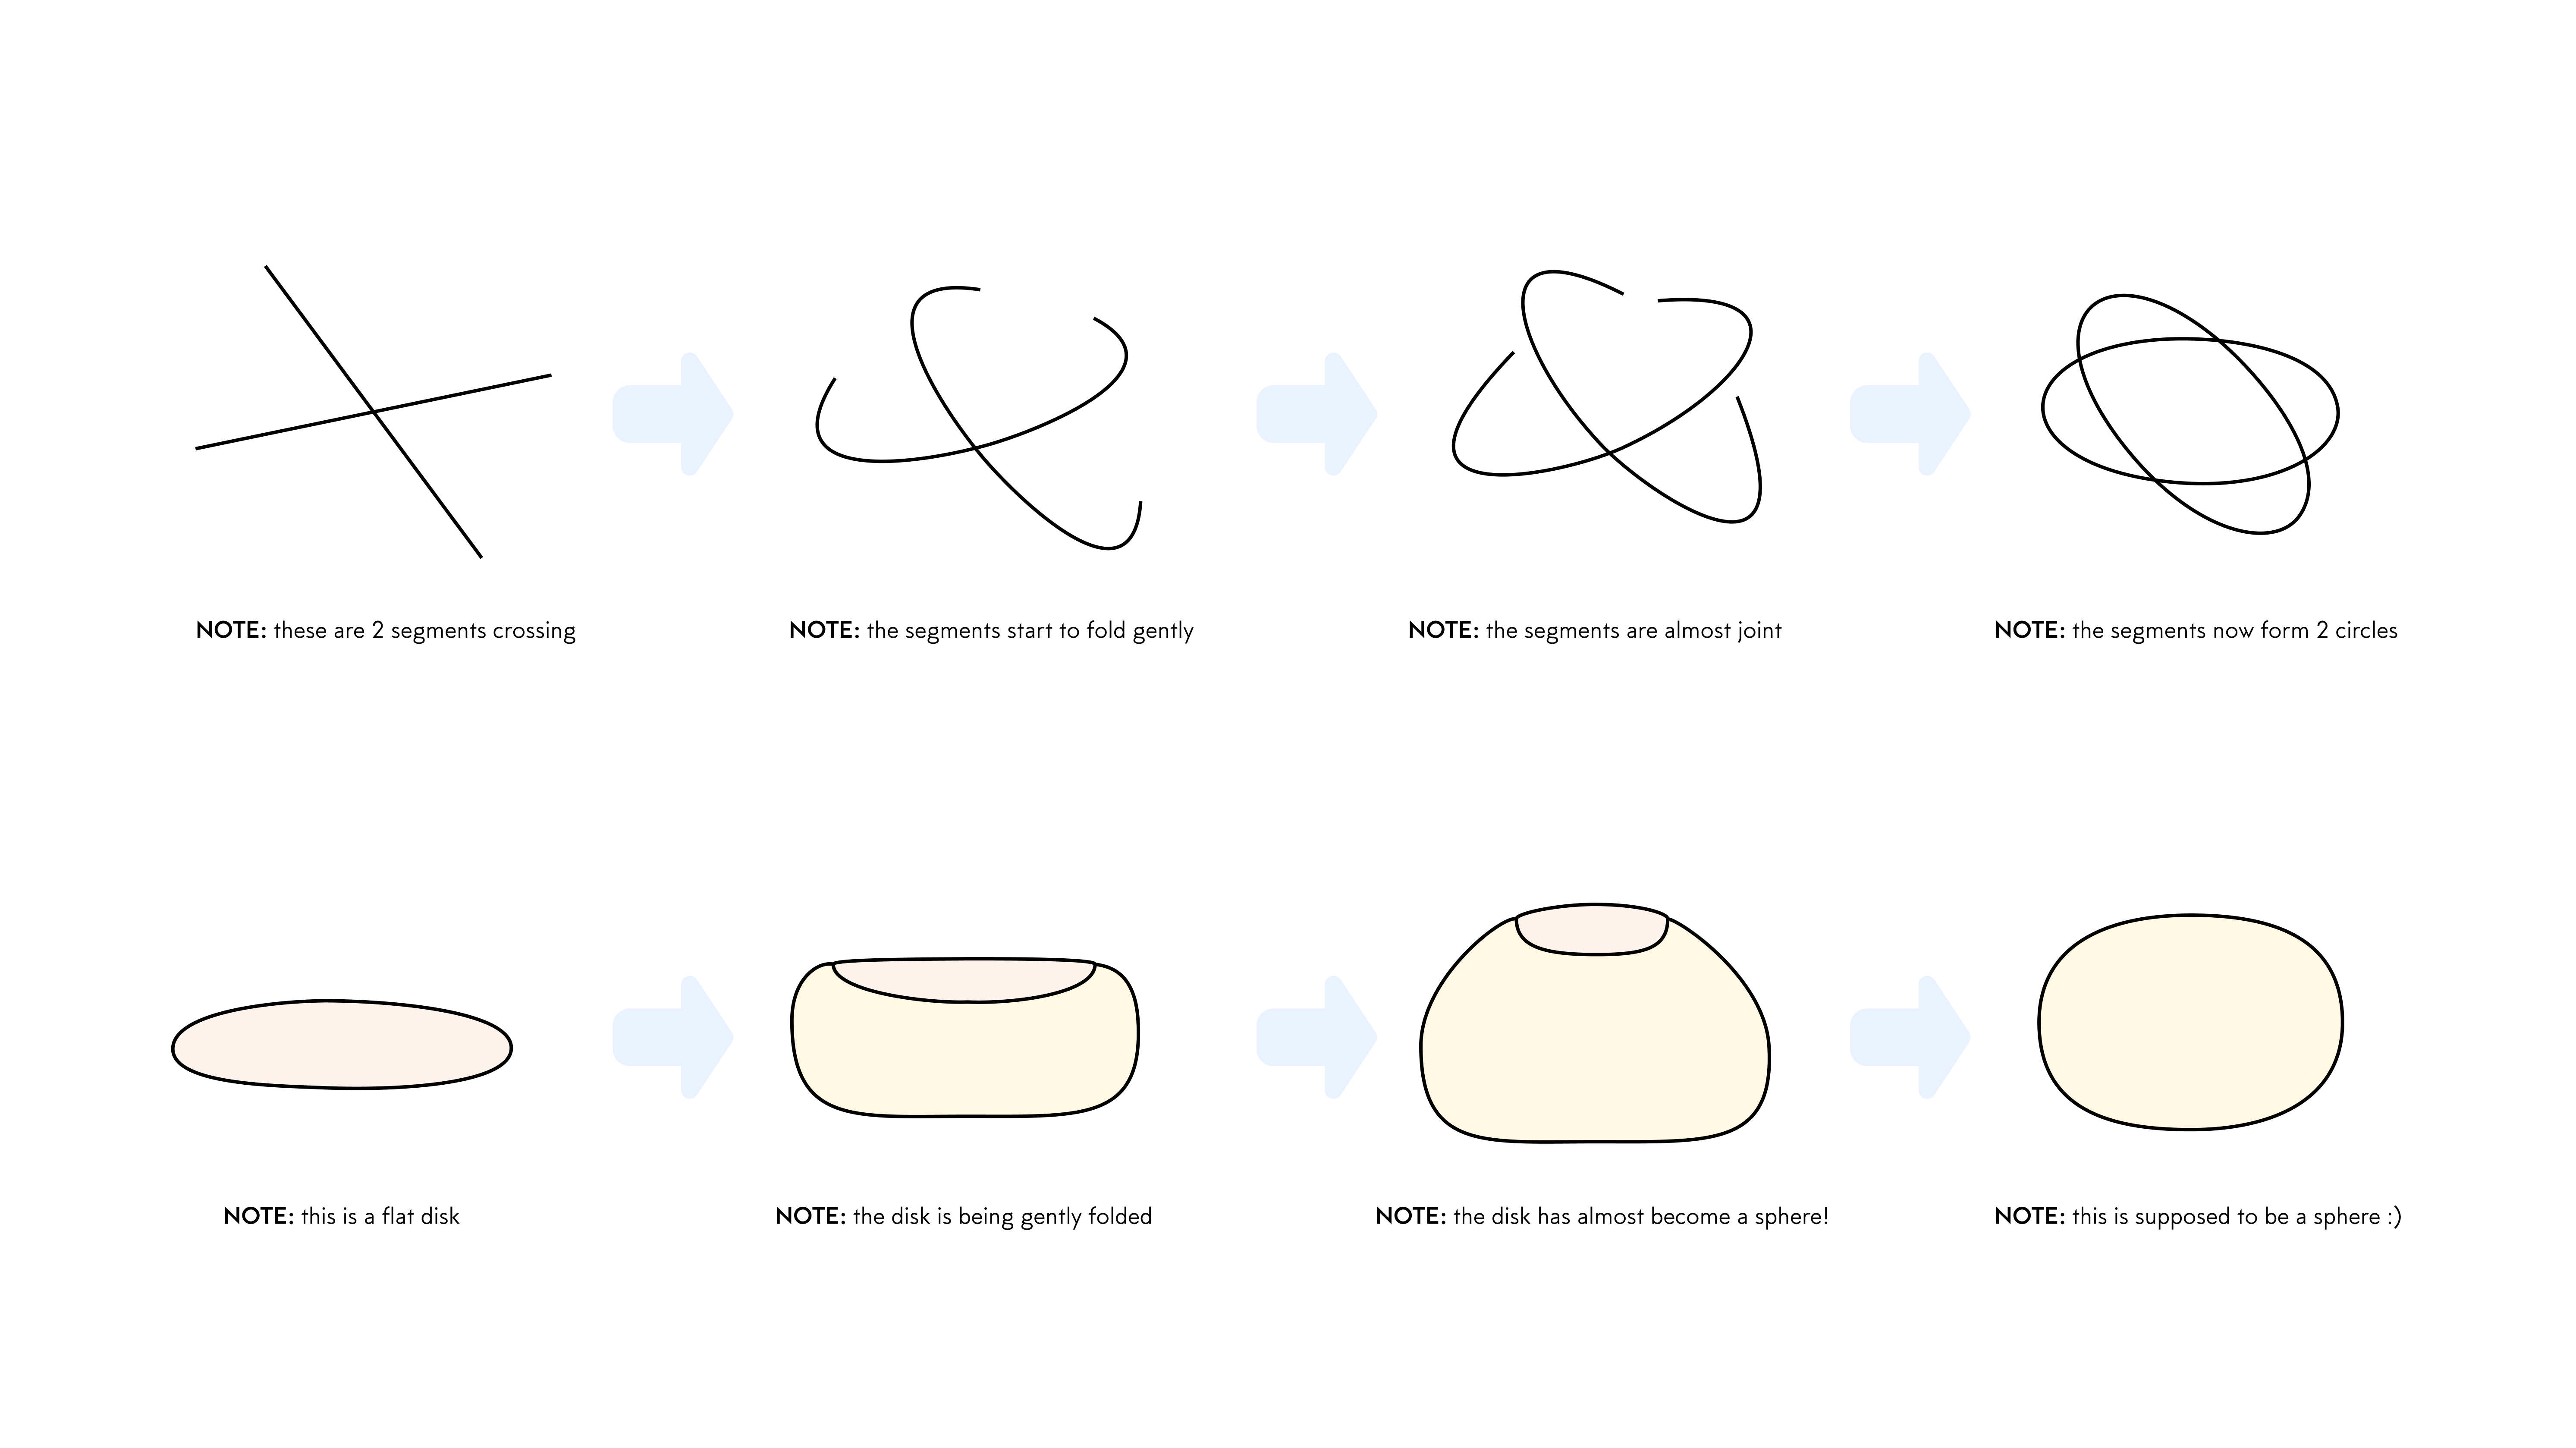 NOTE: these are 2 segments crossing
NOTE: the segments start to fold gently
NOTE: the segments are almost joint
NOTE: the segments now form 2 circles
NOTE: this is a flat disk
NOTE: the disk is being gently folded
NOTE: the disk has almost become a sphere!
NOTE: this is supposed to be a sphere :)